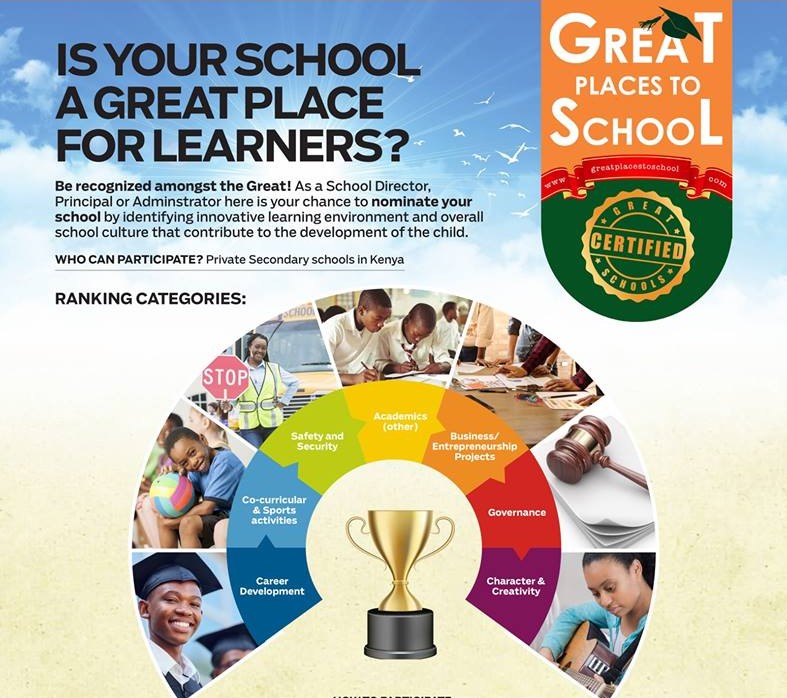 IS YOUR SCHOOL
A GREAT PLACE
FOR LEARNERS?
Be recognized amongst the Great! As a School Director,
Principal or Adminstrator here is your chance to nominate your
school by identifying innovative learning environment and overall
school culture that contribute to the development of the child.
WHO CAN PARTICIPATE? Private Secondary schools in Kenya
GREAT
PLACES TO
SCHOOL
www.greatplacestoschool.com
GREAT
CERTIFIED
SCHOOLS
RANKING CATEGORIES:
SCHOOL
STOP
Academics
(other)
Safety and
Security
Business/
Entrepreneurship
Projects
Co-curricular
& Sports
activities
Governance
Career
Development
Character &
Creativity
HOW TO PARTICIPATE